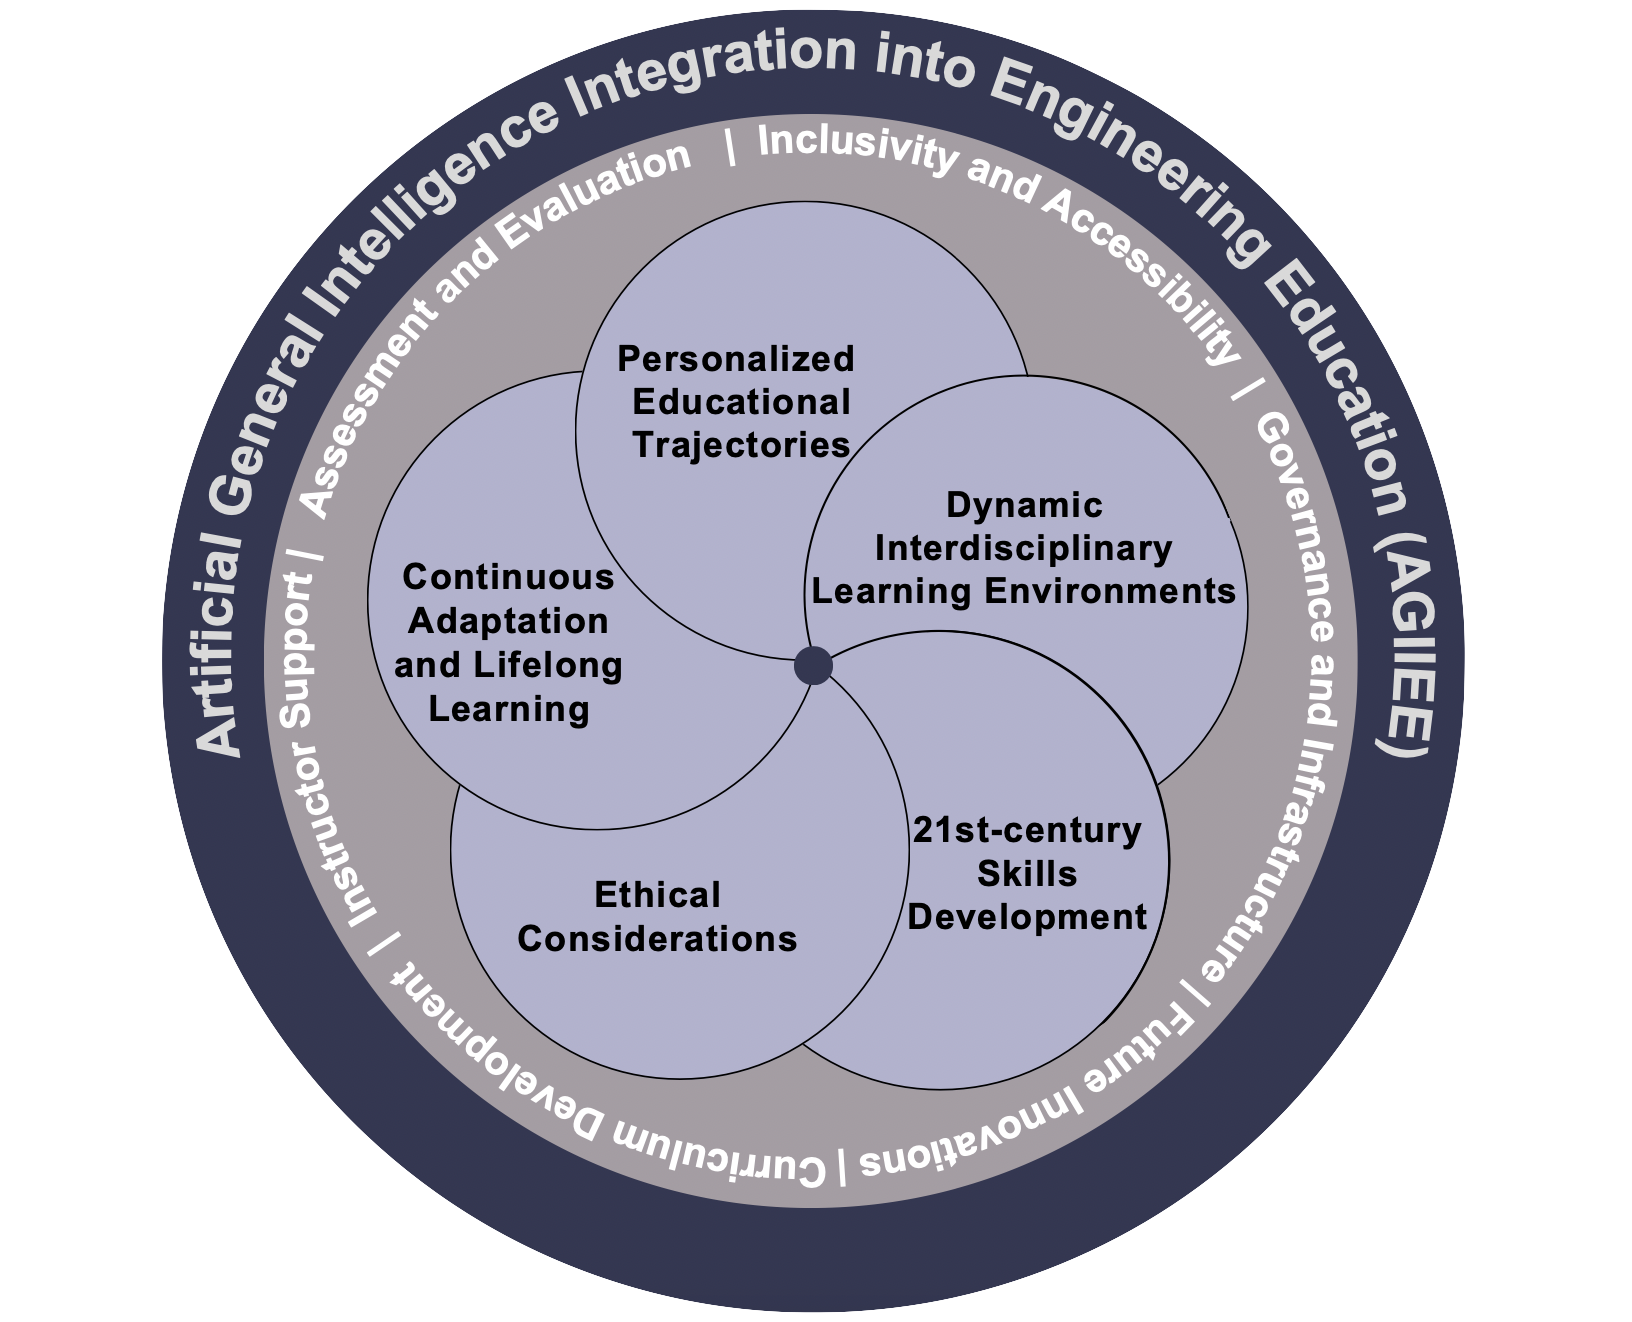 Artificial General Intelligence Integration into Engineering Education (AGIIEE)
Assessment and Evaluation | Inclusivity and Accessibility | Governance and Infrastructure | Future Innovations | Curriculum Development | Instructor Support |
Personalized
Educational
Trajectories
Dynamic
Interdisciplinary
Learning Environments
21st-century
Skills
Development
Ethical
Considerations
Continuous
Adaptation
and Lifelong
Learning